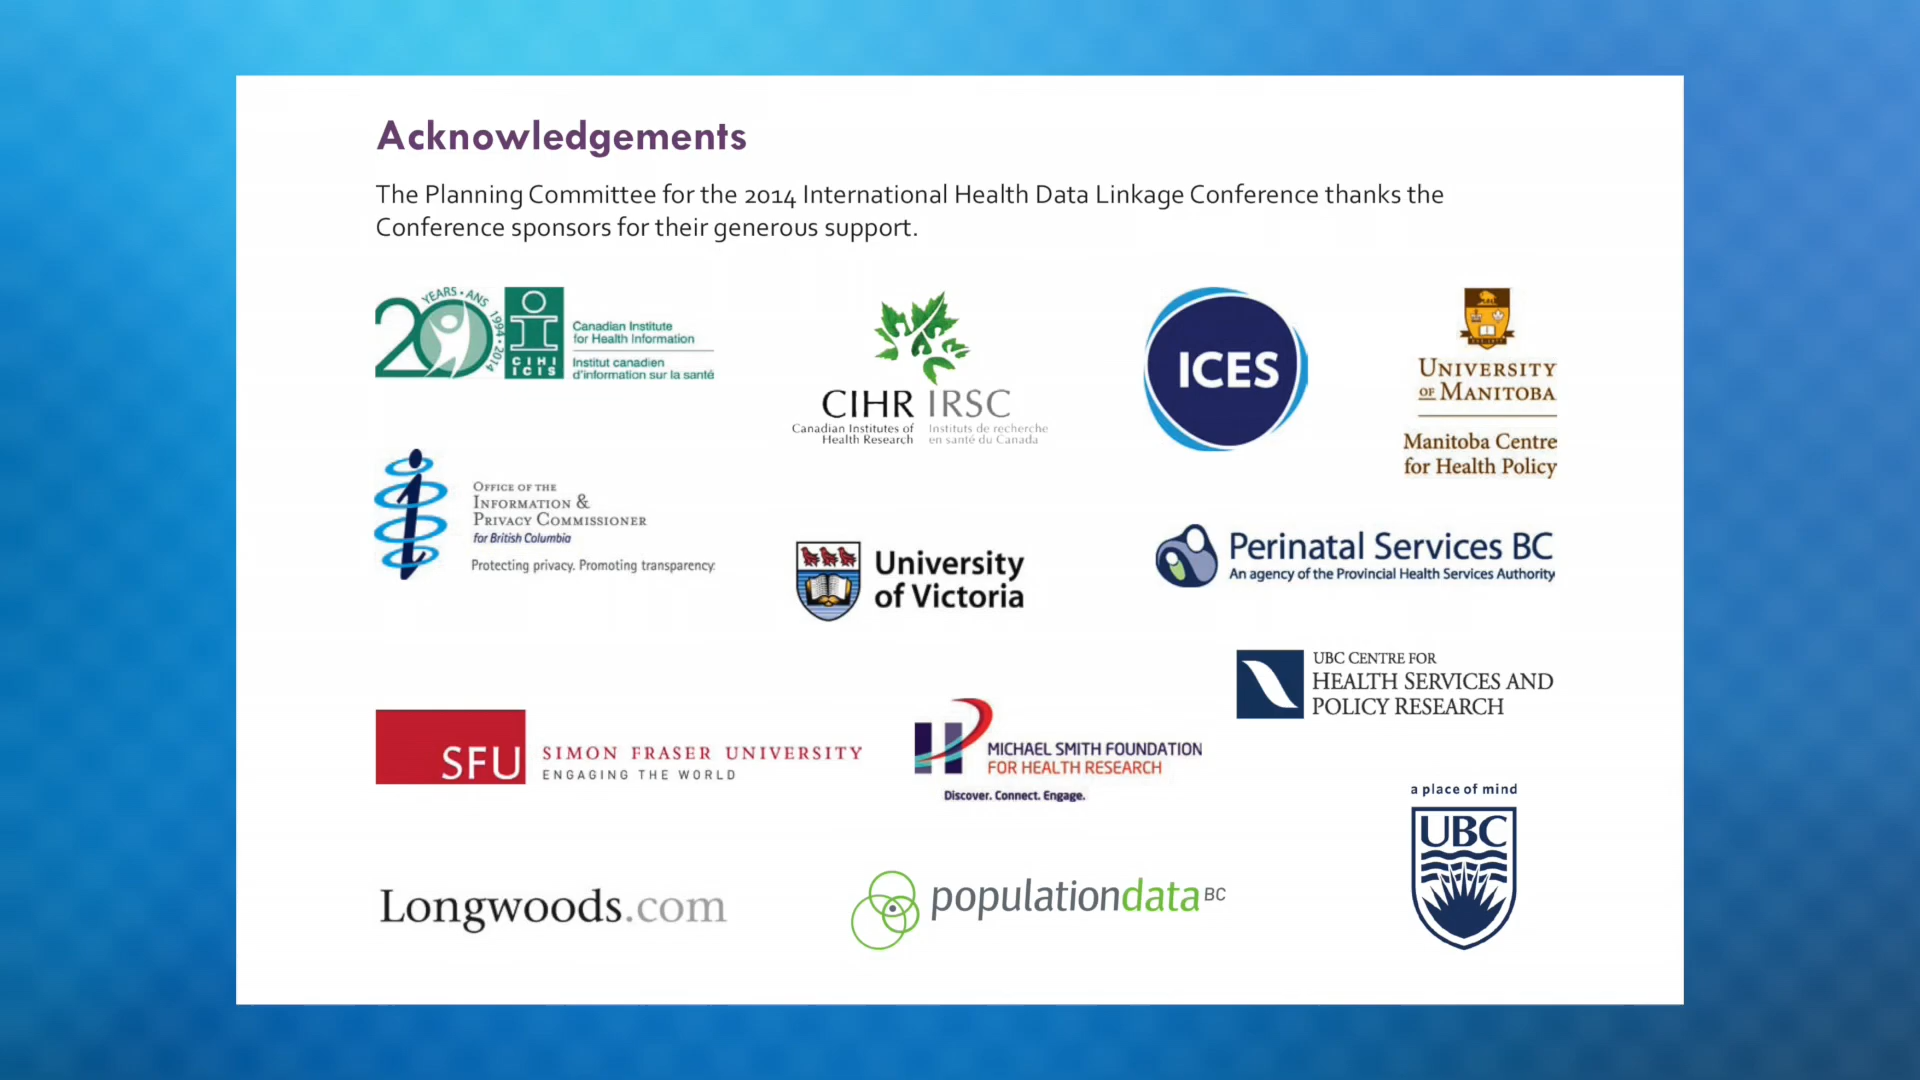 Acknowledgements
The Planning Committee for the 2014 International Health Data Linkage Conference thanks the
Conference sponsors for their generous support.
20 YEARS • ANS 1994 • 2014
CIHI
ICIS
Canadian Institute
for Health Information
Institut canadien
d'information sur la santé
CIHR IRSC
Canadian Institutes of
Health Research
Instituts de recherche
en santé du Canada
ICES
UNIVERSITY
OF MANITOBA
Manitoba Centre
for Health Policy
OFFICE OF THE
INFORMATION &
PRIVACY COMMISSIONER
for British Columbia
Protecting privacy. Promoting transparency.
University
of Victoria
Perinatal Services BC
An agency of the Provincial Health Services Authority
UBC CENTRE FOR
HEALTH SERVICES AND
POLICY RESEARCH
SFU SIMON FRASER UNIVERSITY
ENGAGING THE WORLD
MICHAEL SMITH FOUNDATION
FOR HEALTH RESEARCH
Discover. Connect. Engage.
a place of mind
UBC
Longwoods.com
populationdata BC